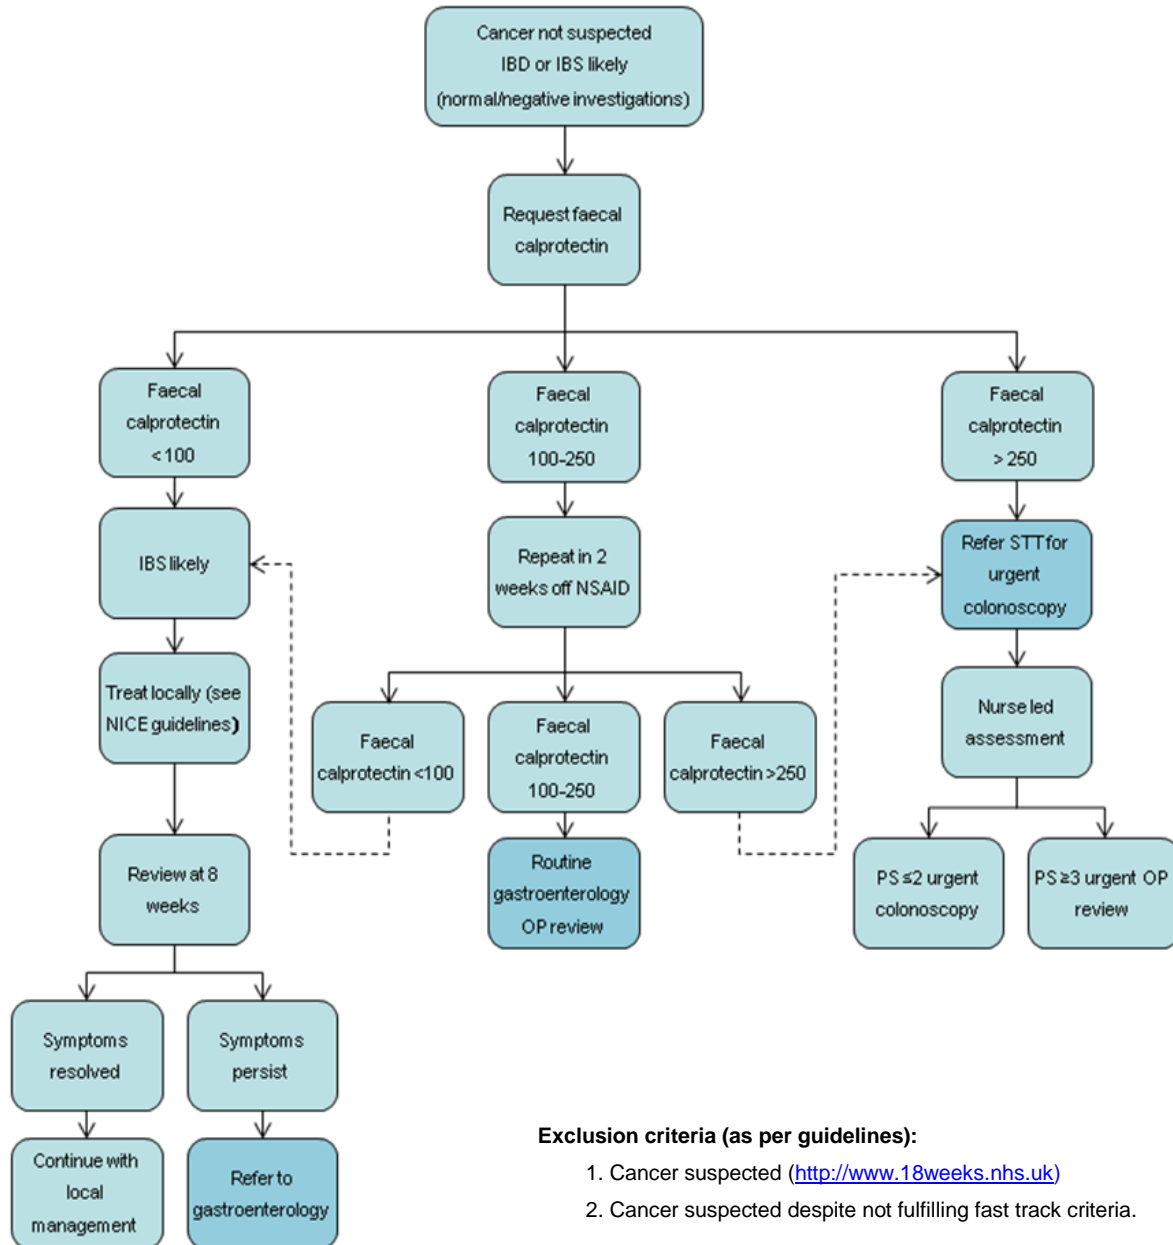 Cancer not suspected
IBD or IBS likely
(normal/negative investigations)
Request faecal
calprotectin
Faecal
calprotectin
<100
Faecal
calprotectin
100-250
Faecal
calprotectin
> 250
IBS likely
Repeat in 2
weeks off NSAID
Refer STT for
urgent
colonoscopy
Treat locally (see
NICE guidelines)
Faecal
calprotectin <100
Faecal
calprotectin
100-250
Faecal
calprotectin >250
Nurse led
assessment
Review at 8
weeks
Routine
gastroenterology
OP review
PS ≤2 urgent
colonoscopy
PS ≥3 urgent OP
review
Symptoms
resolved
Symptoms
persist
Continue with
local
management
Refer to
gastroenterology
Exclusion criteria (as per guidelines):
1. Cancer suspected (http://www.18weeks.nhs.uk)
2. Cancer suspected despite not fulfilling fast track criteria.